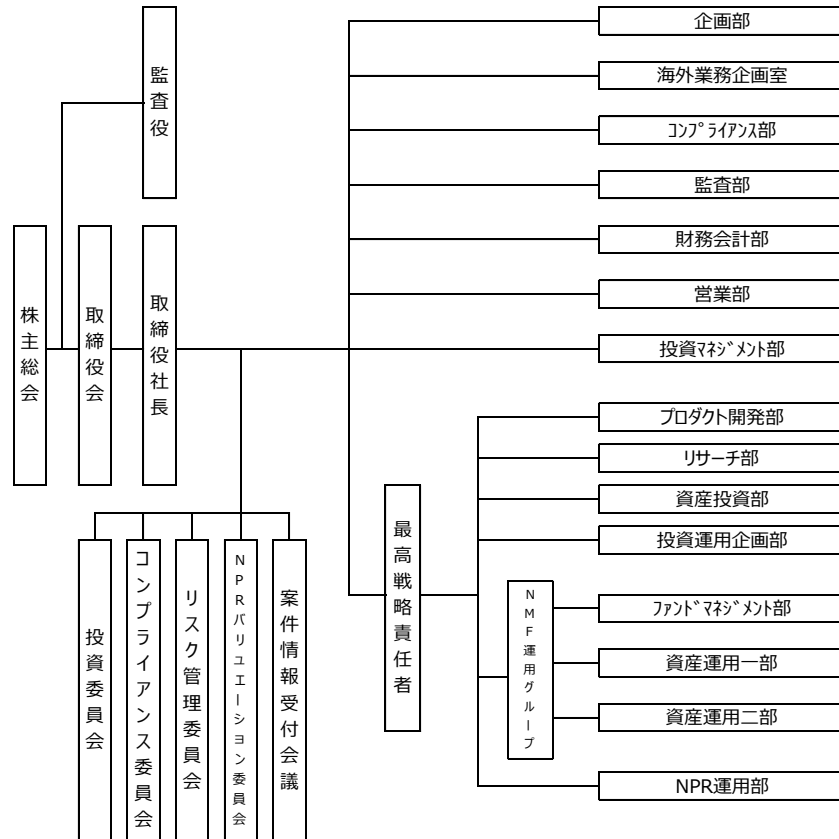 監査役
株主総会
取締役会
取締役社長
投資委員会
コンプライアンス委員会
リスク管理委員会
NPRバリュエーション委員会
案件情報受付会議
最高戦略責任者
NMF運用グループ
企画部
海外業務企画室
ｺﾝﾌﾟﾗｲｱﾝｽ部
監査部
財務会計部
営業部
投資ﾏﾈｼﾞﾒﾝﾄ部
プロダクト開発部
リサーチ部
資産投資部
投資運用企画部
ﾌｧﾝﾄﾞﾏﾈｼﾞﾒﾝﾄ部
資産運用一部
資産運用二部
NPR運用部